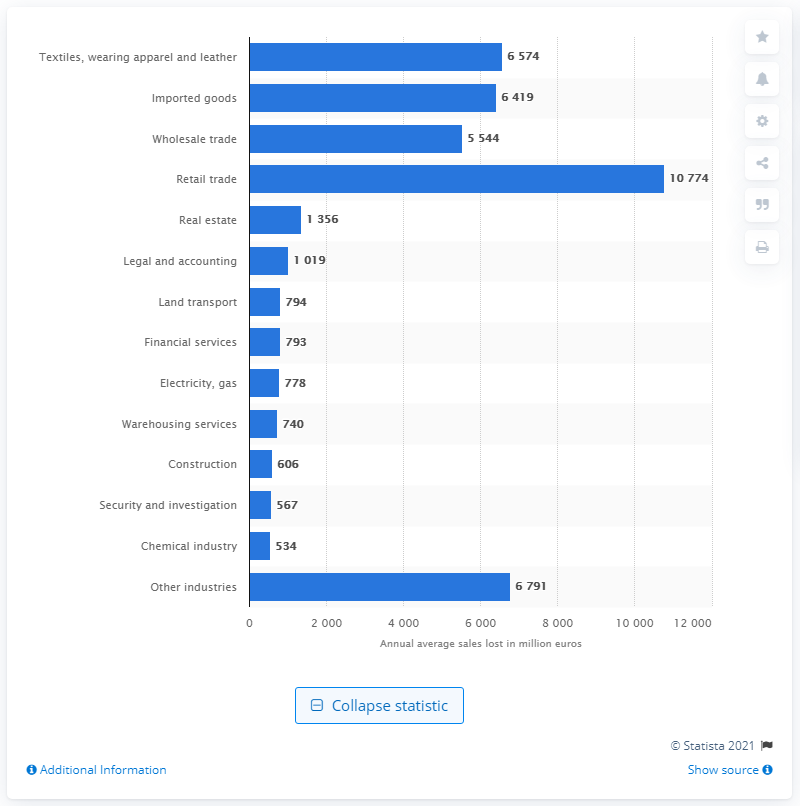 Textiles, wearing apparel and leather 6 574
Imported goods 6 419
Wholesale trade 5 544
Retail trade 10 774
Real estate 1 356
Legal and accounting 1 019
Land transport 794
Financial services 793
Electricity, gas 778
Warehousing services 740
Construction 606
Security and investigation 567
Chemical industry 534
Other industries 6 791
0 2 000 4 000 6 000 8 000 10 000 12 000
Annual average sales lost in million euros
Collapse statistic
© Statista 2021
Additional Information Show source